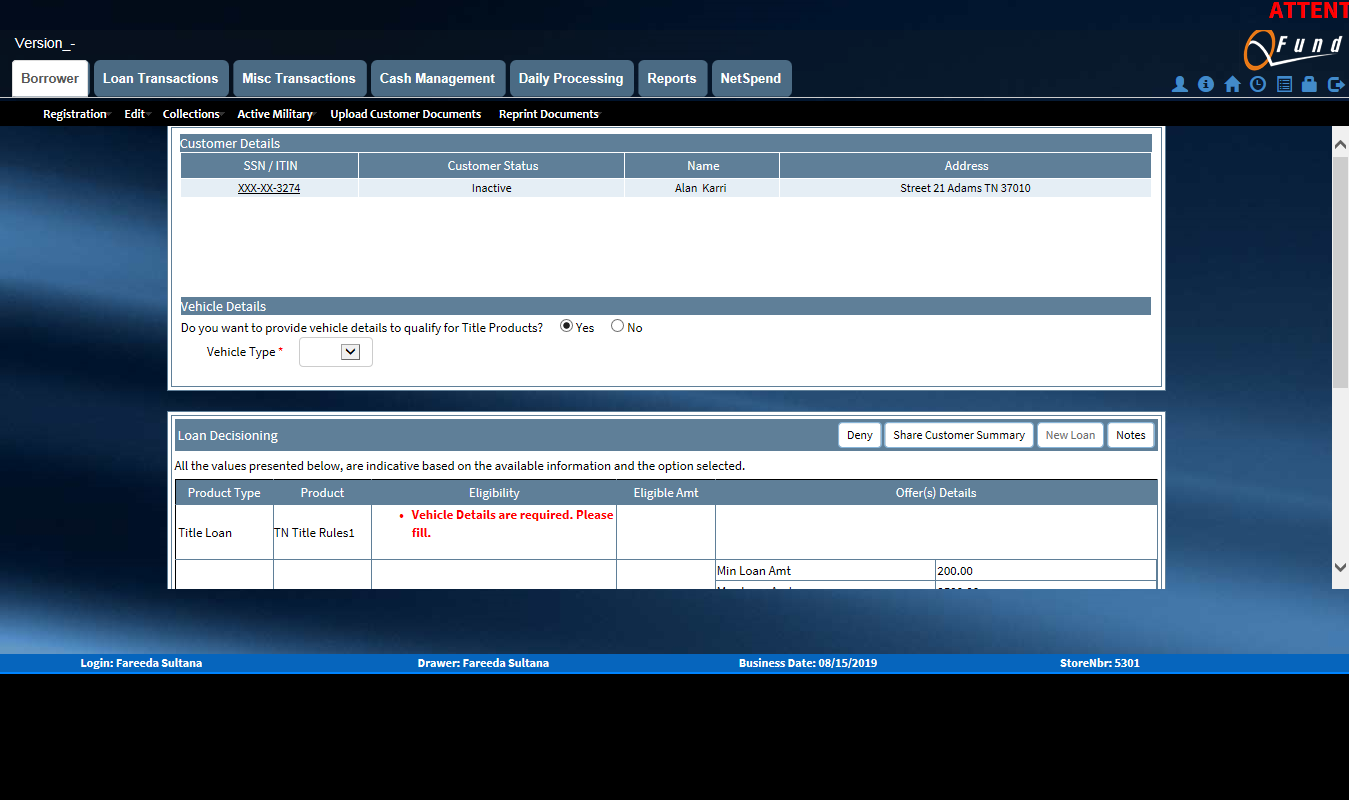 ATTENT
Version_-
Fund
Borrower Loan Transactions Misc Transactions Cash Management Daily Processing Reports NetSpend
Registration Edit Collections Active Military Upload Customer Documents Reprint Documents
Customer Details
SSN / ITIN Customer Status Name Address
XXX-XX-3274 Inactive Alan Karri Street 21 Adams TN 37010
Vehicle Details
Do you want to provide vehicle details to qualify for Title Products? Yes No
Vehicle Type *
Loan Decisioning Deny Share Customer Summary New Loan Notes
All the values presented below, are indicative based on the available information and the option selected.
Product Type Product Eligibility Eligible Amt Offer(s) Details
Title Loan TN Title Rules1 • Vehicle Details are required. Please
fill.
Min Loan Amt 200.00
Login: Fareeda Sultana Drawer: Fareeda Sultana Business Date: 08/15/2019 StoreNbr: 5301